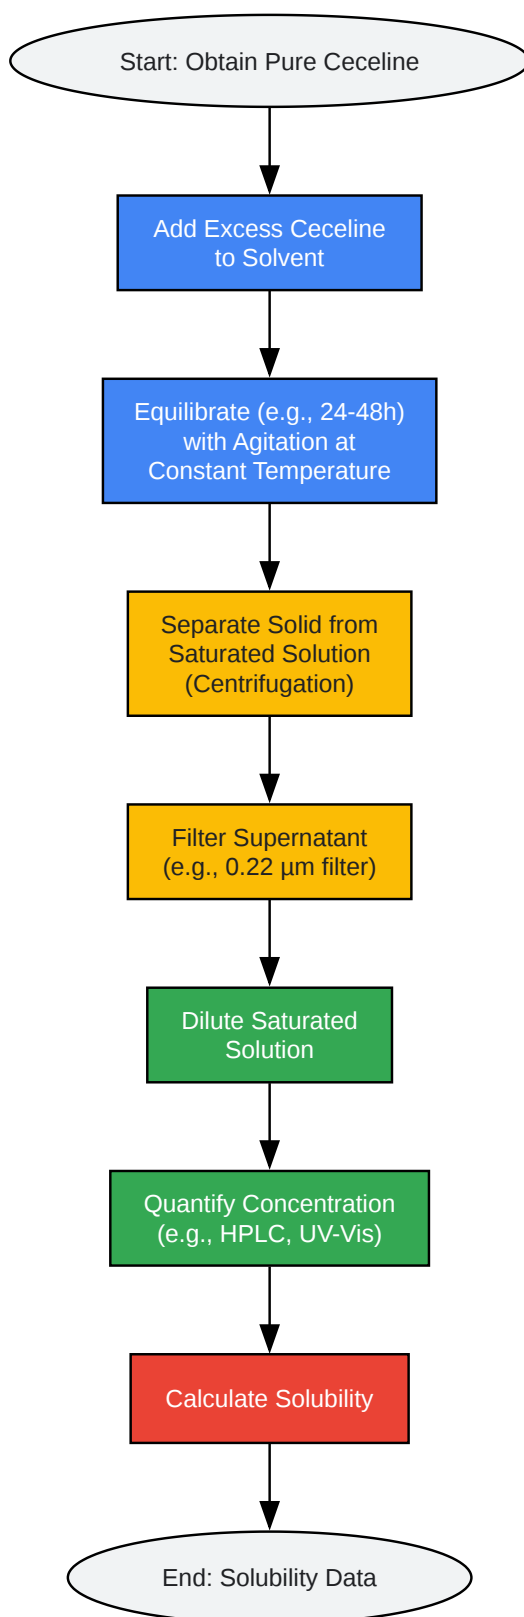 Start: Obtain Pure Ceceline
Add Excess Ceceline
to Solvent
Equilibrate (e.g., 24-48h)
with Agitation at
Constant Temperature
Separate Solid from
Saturated Solution
(Centrifugation)
Filter Supernatant
(e.g., 0.22 µm filter)
Dilute Saturated
Solution
Quantify Concentration
(e.g., HPLC, UV-Vis)
Calculate Solubility
End: Solubility Data